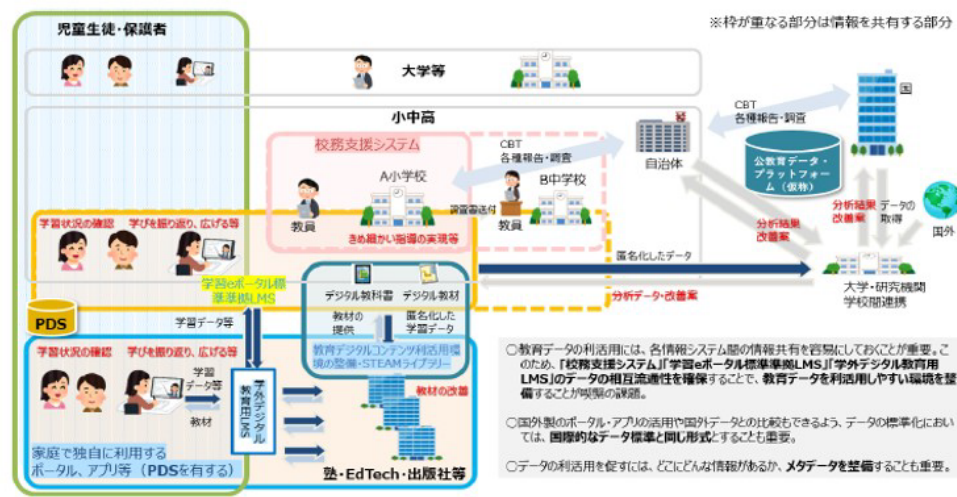 ※枠が重なる部分は情報を共有する部分
児童生徒・保護者
大学等
小中高
校務支援システム
A小学校
教員
きめ細かい指導の実現等
CBT
各種報告・調査
調査書送付
教員
B中学校
自治体
CBT
各種報告・調査
公教育データ・
プラットフォー
ム（仮称）
分析結果
改善案
分析結果
改善案
データの
取得
国外
大学・研究機関
学校間連携
匿名化したデータ
分析データ・改善案
学習状況の確認
学びを振り返り、広げる等
学習eポータル標
準準拠LMS
PDS
学習データ等
デジタル教科書
デジタル教材
教材の
提供
匿名化した
学習データ
教育デジタルコンテンツ利活用環
境の整備・STEAMライブラリー
学習状況の確認
学びを振り返り、広げる等
学習
データ等
教材
学外デジタル
教育用LMS
教材の改善
家庭で独自に利用する
ポータル、アプリ等（PDSを有する）
塾・EdTech・出版社等
○教育データの利活用には、各情報システム間の情報共有を容易にしておくことが重要。こ
のため、「校務支援システム」「学習eポータル標準準拠LMS」「学外デジタル教育用
LMS」のデータの相互流通性を確保することで、教育データを利活用しやすい環境を整
備することが喫緊の課題。
○国外製のポータル・アプリの活用や国外データとの比較もできるよう、データの標準化におい
ては、国際的なデータ標準と同じ形式とすることも重要。
○データの利活用を促すには、どこにどんな情報があるか、メタデータを整備することも重要。